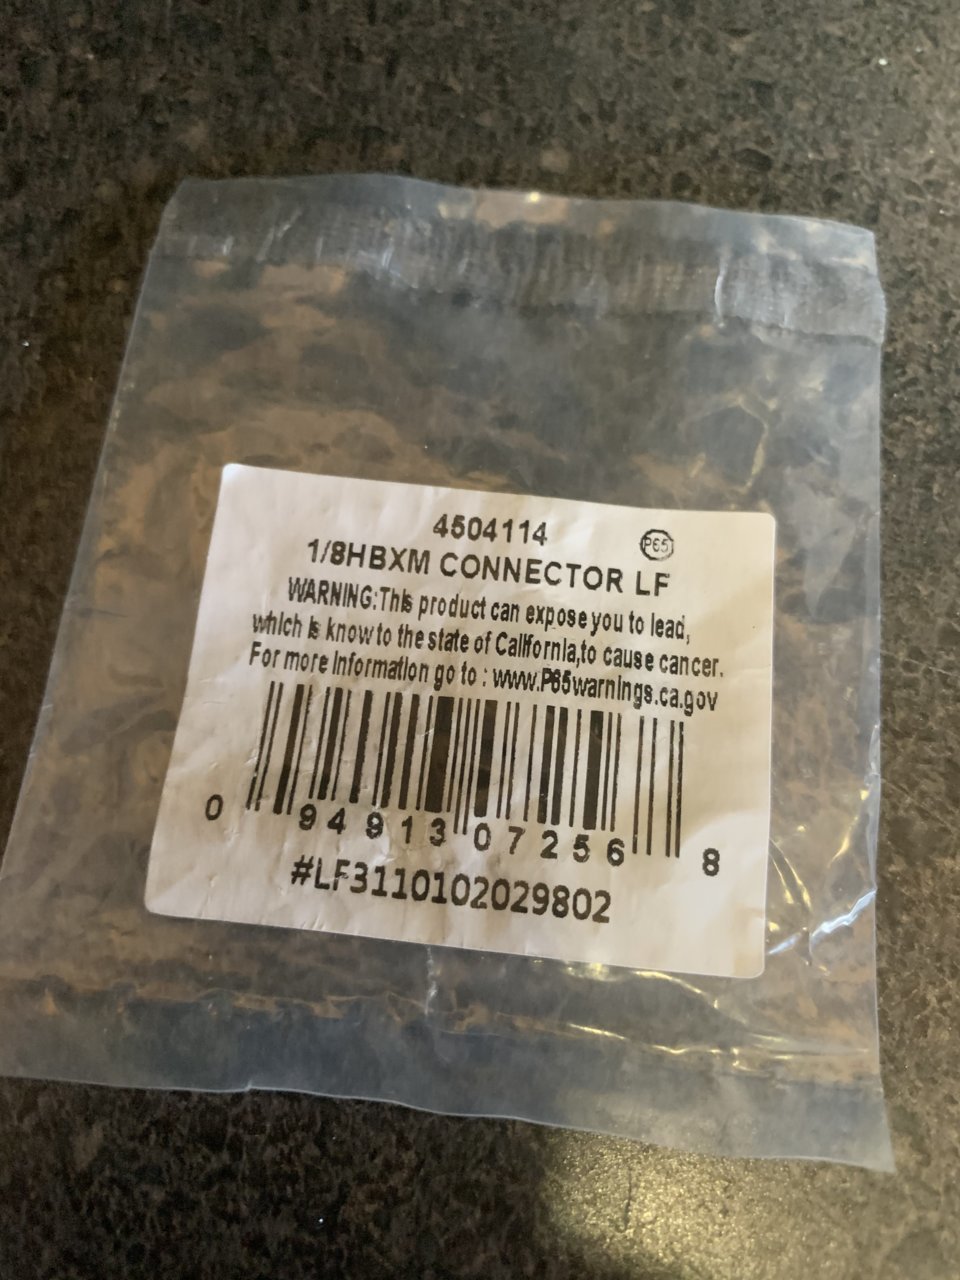 4504114
P65
1/8HBXM CONNECTOR LF
WARNING:This product can expose you to lead,
which is know to the state of California,to cause cancer.
For more information go to : www.P65warnings.ca.gov
0 94913 07256 8
#LF3110102029802